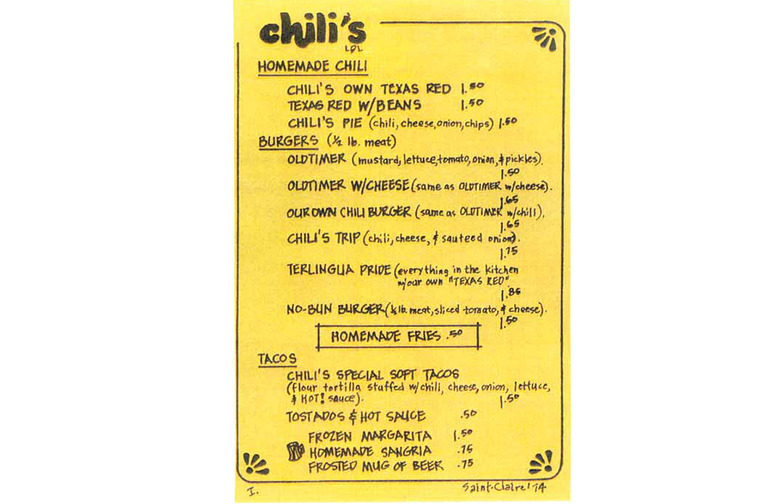 chili's
LPL
HOMEMADE CHILI
CHILI'S OWN TEXAS RED 1.50
TEXAS RED W/BEANS 1.50
CHILI'S PIE (chili, cheese, onion, chips) 1.50
BURGERS (½ lb. meat)
OLDTIMER (mustard, lettuce, tomato, onion, & pickles).
1.50
OLDTIMER W/CHEESE (same as OLDTIMER w/cheese).
1.65
OUR OWN CHILI BURGER (same as OLDTIMER w/chili).
1.65
CHILI'S TRIP (chili, cheese, & sauteed onion).
1.75
TERLINGUA PRIDE (everything in the kitchen
w/our own "TEXAS RED"
1.85
NO-BUN BURGER (½ lb. meat, sliced tomato, & cheese).
1.50
HOMEMADE FRIES .50
TACOS
CHILI'S SPECIAL SOFT TACOS
(flour tortilla stuffed w/chili, cheese, onion, lettuce,
& HOT! sauce).
1.50
TOSTADOS & HOT SAUCE .50
FROZEN MARGARITA 1.50
HOMEMADE SANGRIA .75
FROSTED MUG OF BEER .75
I.
Saint-Claire '74